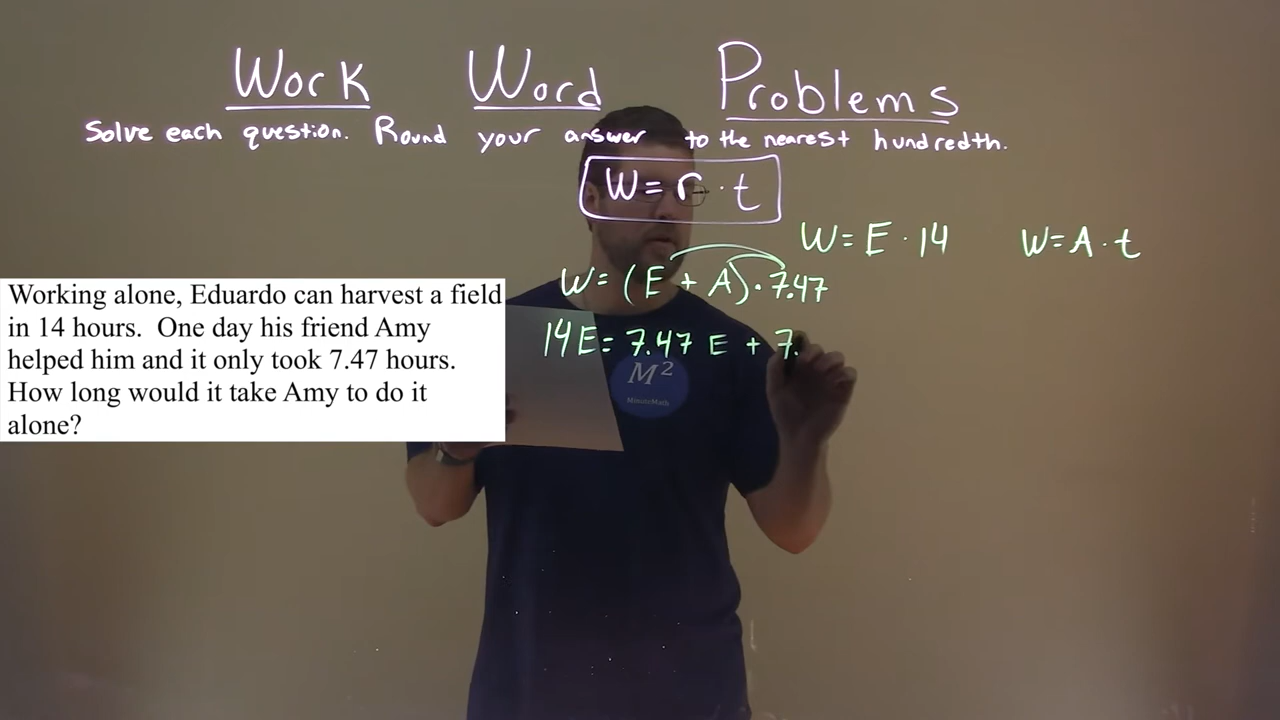 Work Word Problems
Solve each question. Round your answer to the nearest hundredth.
W = r · t
W = E · 14 W = A · t
W = (E + A) · 7.47
14E = 7.47 E + 7.
M²
MinuteMath
Working alone, Eduardo can harvest a field
in 14 hours. One day his friend Amy
helped him and it only took 7.47 hours.
How long would it take Amy to do it
alone?